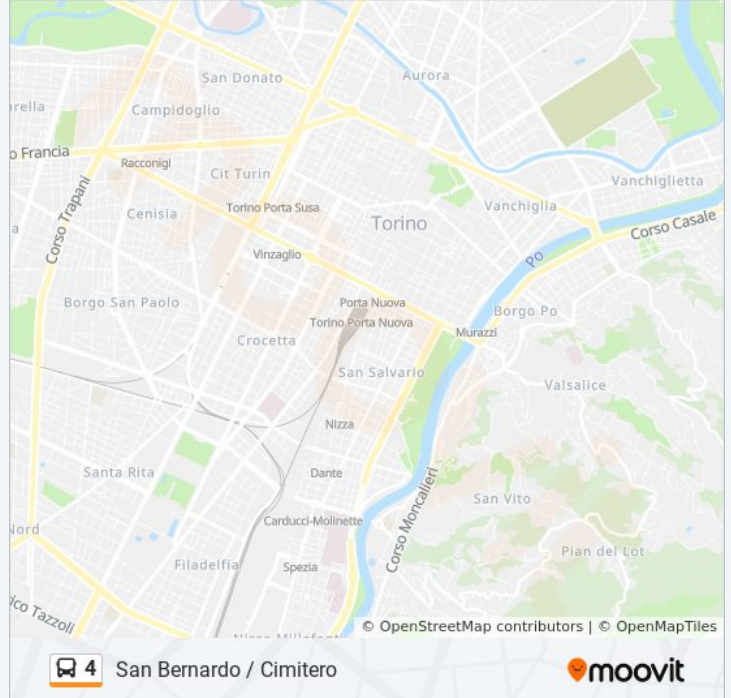 San Donato
Aurora
Campidoglio
o Francia
Racconigi
Cit Turin
Vanchiglietta
Corso Trapani
Cenisia
Torino Porta Susa
Torino
Vanchiglia
Corso Casale
Vinzaglio
Po
Borgo San Paolo
Porta Nuova
Torino Porta Nuova
Borgo Po
Murazzi
Crocetta
San Salvario
Valsalice
Nizza
Santa Rita
Dante
Corso Moncalieri
San Vito
Carducci-Molinette
Nord
Pian del Lot
Filadelfia
Spezia
ico Tazzoli
© OpenStreetMap contributors | © OpenMapTiles
4 San Bernardo / Cimitero
moovit